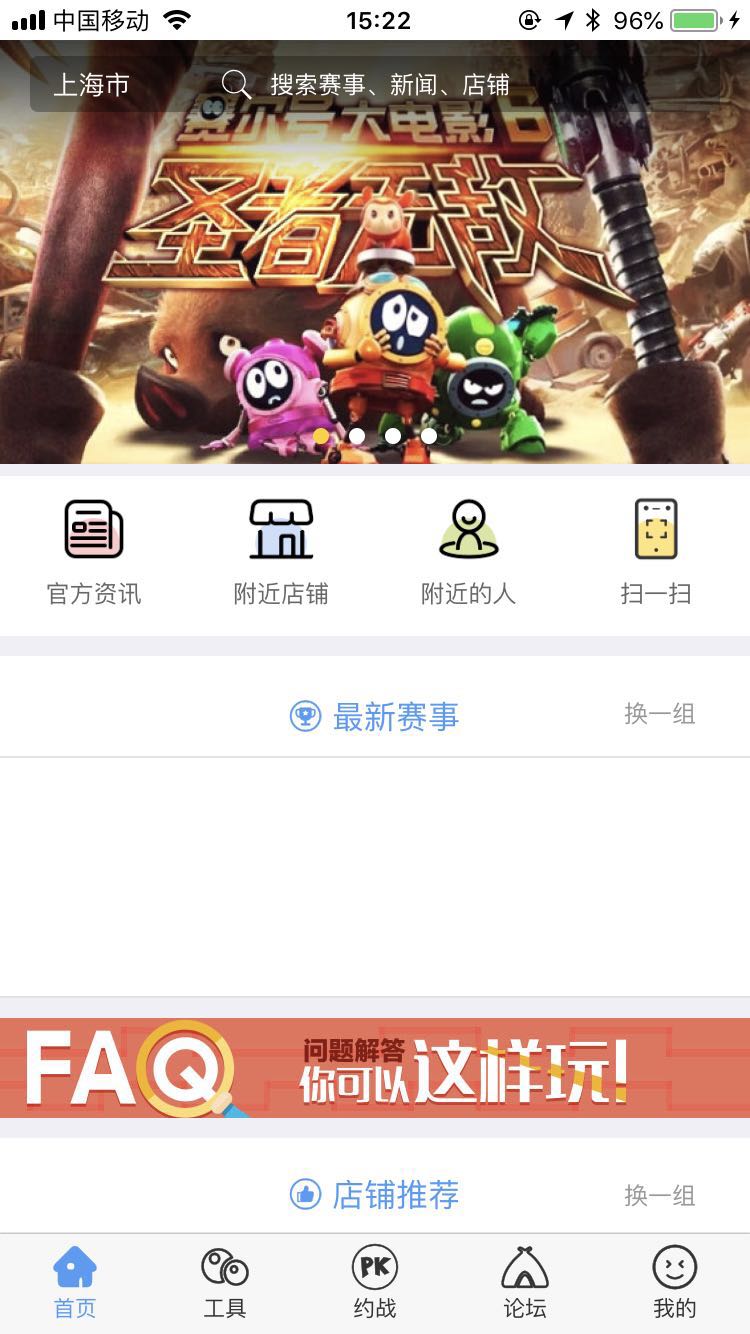 中国移动 15:22 96%
上海市 搜索赛事、新闻、店铺
赛尔号大电影6
圣者无敌
官方资讯 附近店铺 附近的人 扫一扫
最新赛事 换一组
FAQ 问题解答
你可以这样玩!
店铺推荐 换一组
PK
首页 工具 约战 论坛 我的